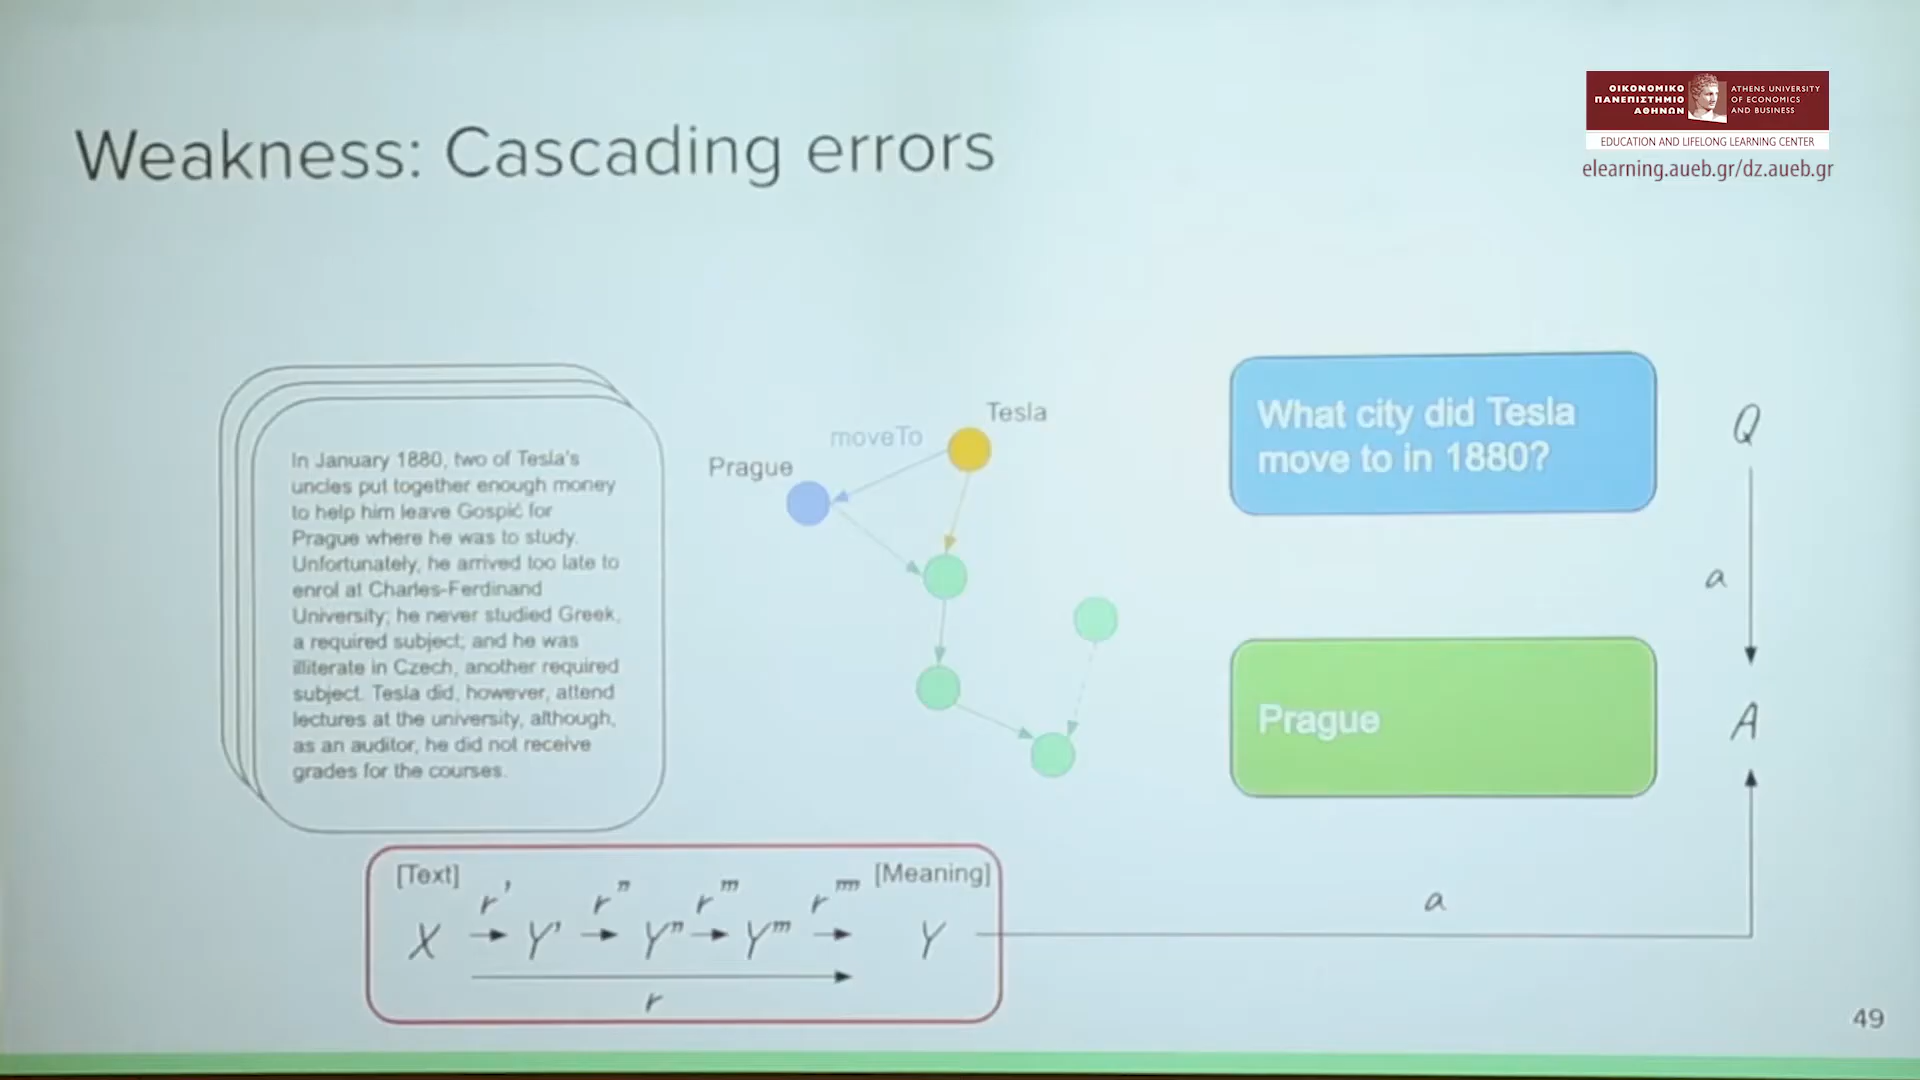 Weakness: Cascading errors
ΟΙΚΟΝΟΜΙΚΟ
ΠΑΝΕΠΙΣΤΗΜΙΟ
ΑΘΗΝΩΝ
ATHENS UNIVERSITY
OF ECONOMICS
AND BUSINESS
EDUCATION AND LIFELONG LEARNING CENTER
elearning.aueb.gr/dz.aueb.gr
In January 1880, two of Tesla's
uncles put together enough money
to help him leave Gospić for
Prague where he was to study.
Unfortunately, he arrived too late to
enrol at Charles-Ferdinand
University; he never studied Greek,
a required subject; and he was
illiterate in Czech, another required
subject. Tesla did, however, attend
lectures at the university, although,
as an auditor, he did not receive
grades for the courses.
Tesla
moveTo
Prague
What city did Tesla
move to in 1880?
Q
a
Prague
A
[Text]
[Meaning]
r' r'' r''' r''''
X Y' Y'' Y''' Y
r
a
49